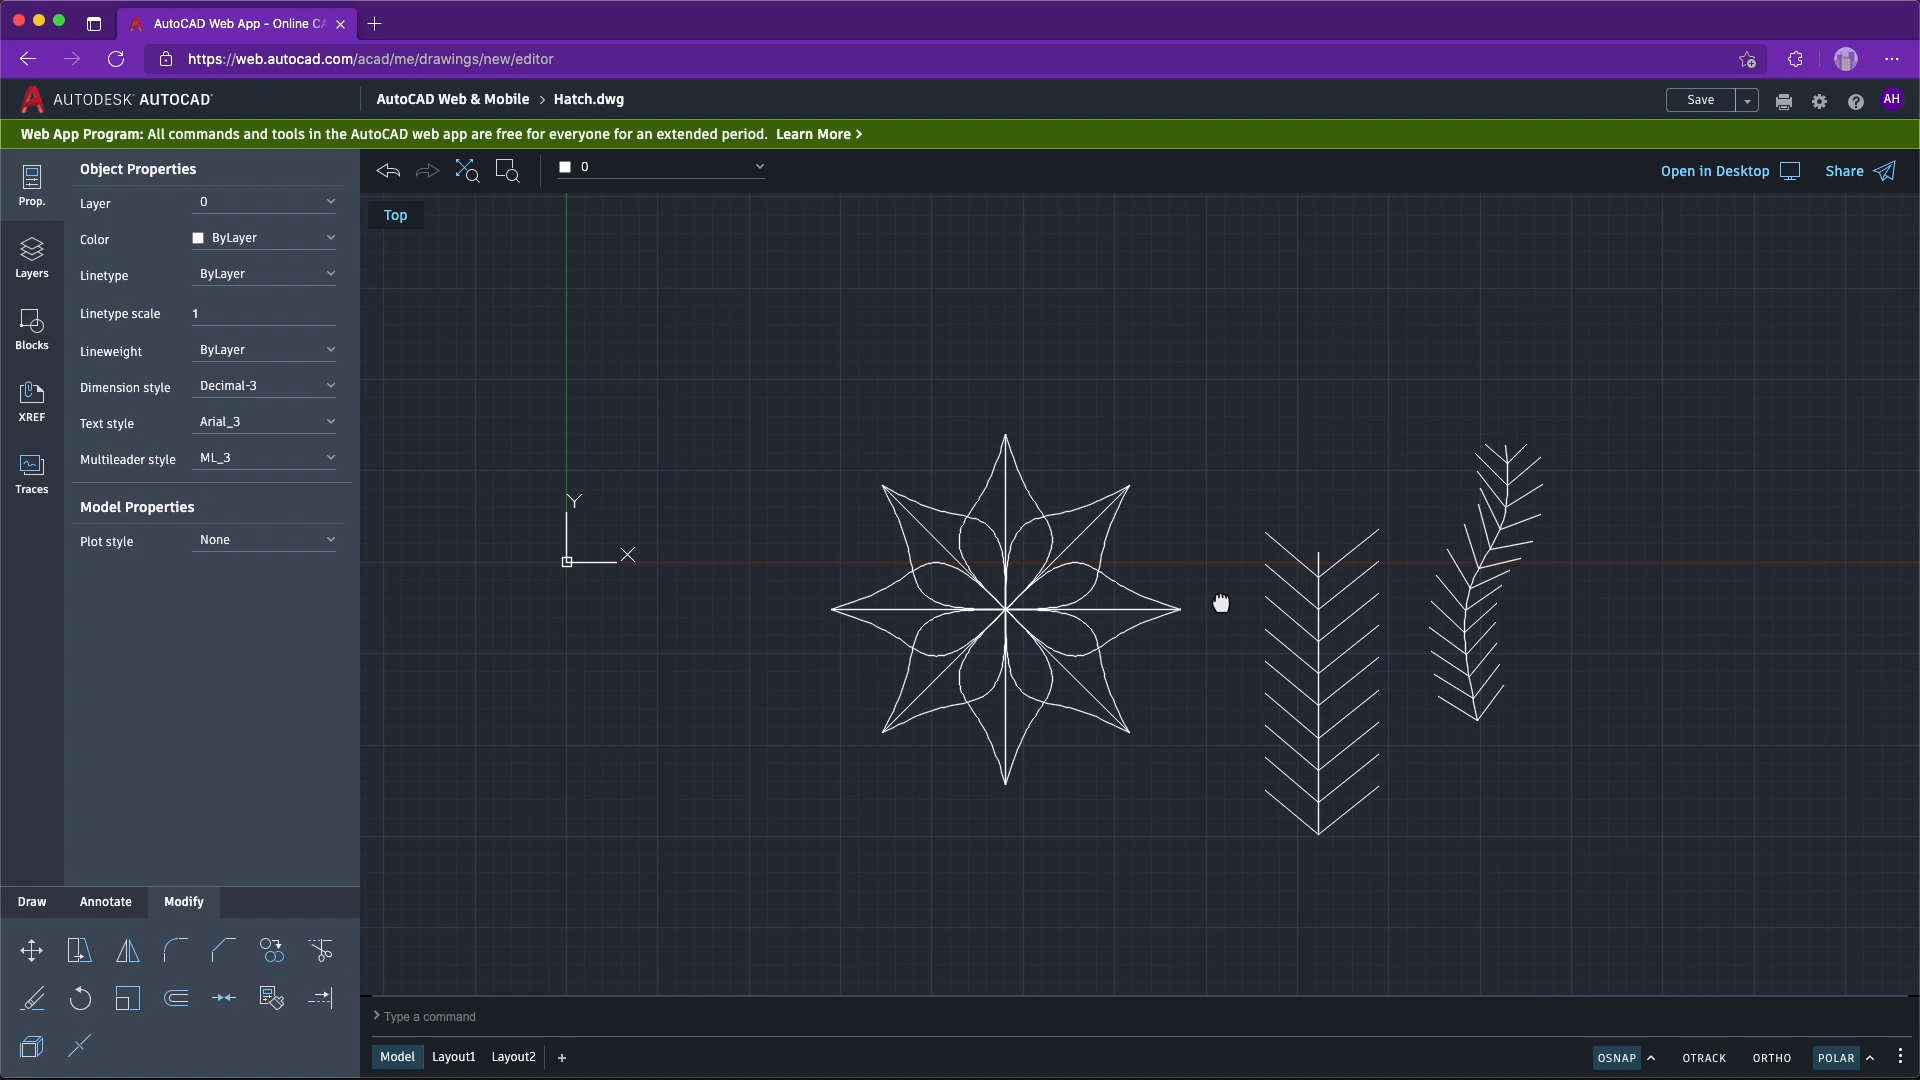 AutoCAD Web App - Online CA
https://web.autocad.com/acad/me/drawings/new/editor
AUTODESK AUTOCAD
AutoCAD Web & Mobile > Hatch.dwg
Save
AH
Web App Program: All commands and tools in the AutoCAD web app are free for everyone for an extended period. Learn More >
Prop.
Layers
Blocks
XREF
Traces
Object Properties
Layer 0
Color ByLayer
Linetype ByLayer
Linetype scale 1
Lineweight ByLayer
Dimension style Decimal-3
Text style Arial_3
Multileader style ML_3
Model Properties
Plot style None
0
Open in Desktop
Share
Top
Y
X
Draw Annotate Modify
Type a command
Model Layout1 Layout2 +
OSNAP OTRACK ORTHO POLAR